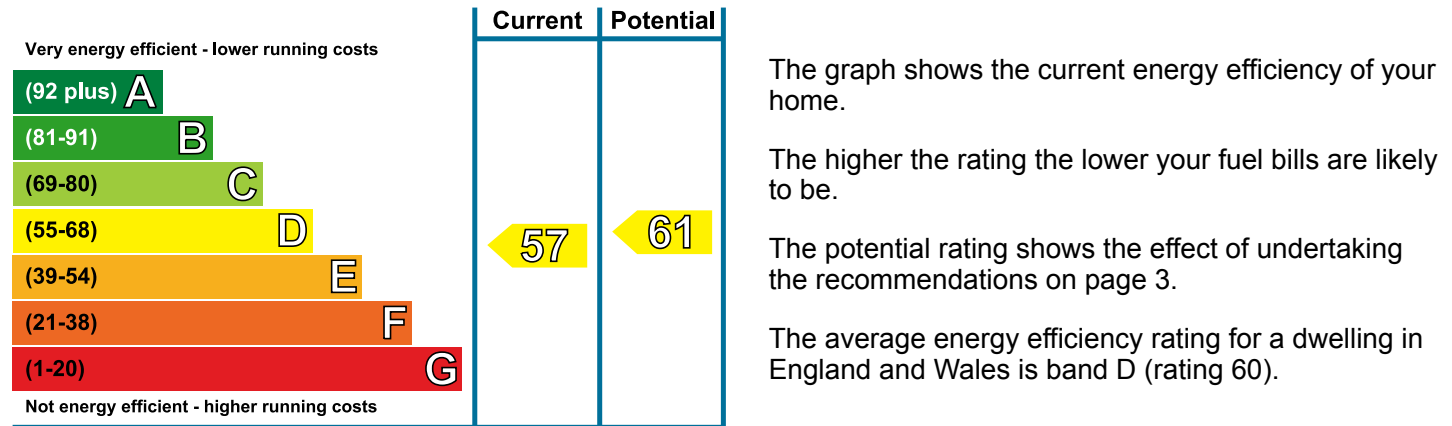 Current Potential
Very energy efficient - lower running costs
(92 plus) A
(81-91) B
(69-80) C
(55-68) D
(39-54) E
(21-38) F
(1-20) G
Not energy efficient - higher running costs
57 61
The graph shows the current energy efficiency of your
home.
The higher the rating the lower your fuel bills are likely
to be.
The potential rating shows the effect of undertaking
the recommendations on page 3.
The average energy efficiency rating for a dwelling in
England and Wales is band D (rating 60).